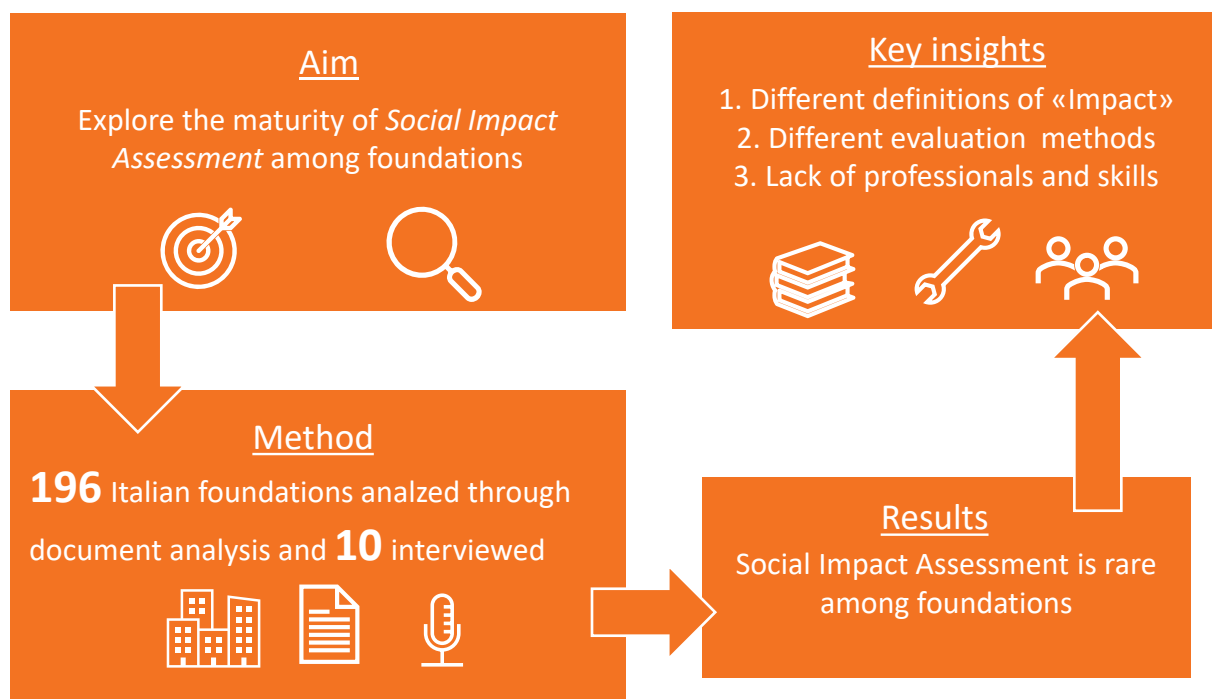 Aim
Explore the maturity of Social Impact
Assessment among foundations
Method
196 Italian foundations analzed through
document analysis and 10 interviewed
Results
Social Impact Assessment is rare
among foundations
Key insights
1. Different definitions of «Impact»
2. Different evaluation  methods
3. Lack of professionals and skills